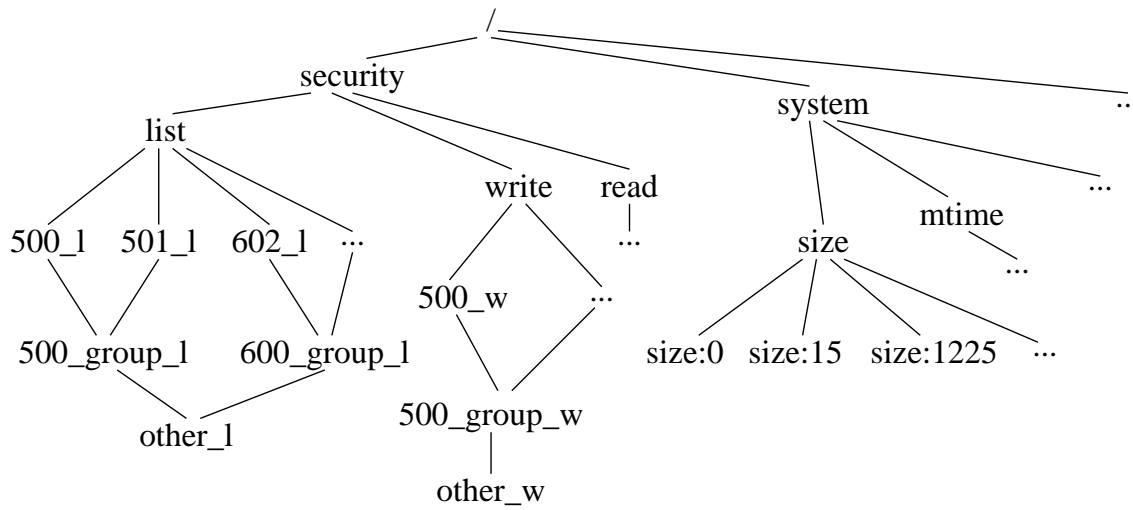 /
security
system
..
list
write
read
...
mtime
500_l
501_l
602_l
...
...
size
...
500_w
...
500_group_l
600_group_l
size:0
size:15
size:1225
...
500_group_w
other_l
other_w